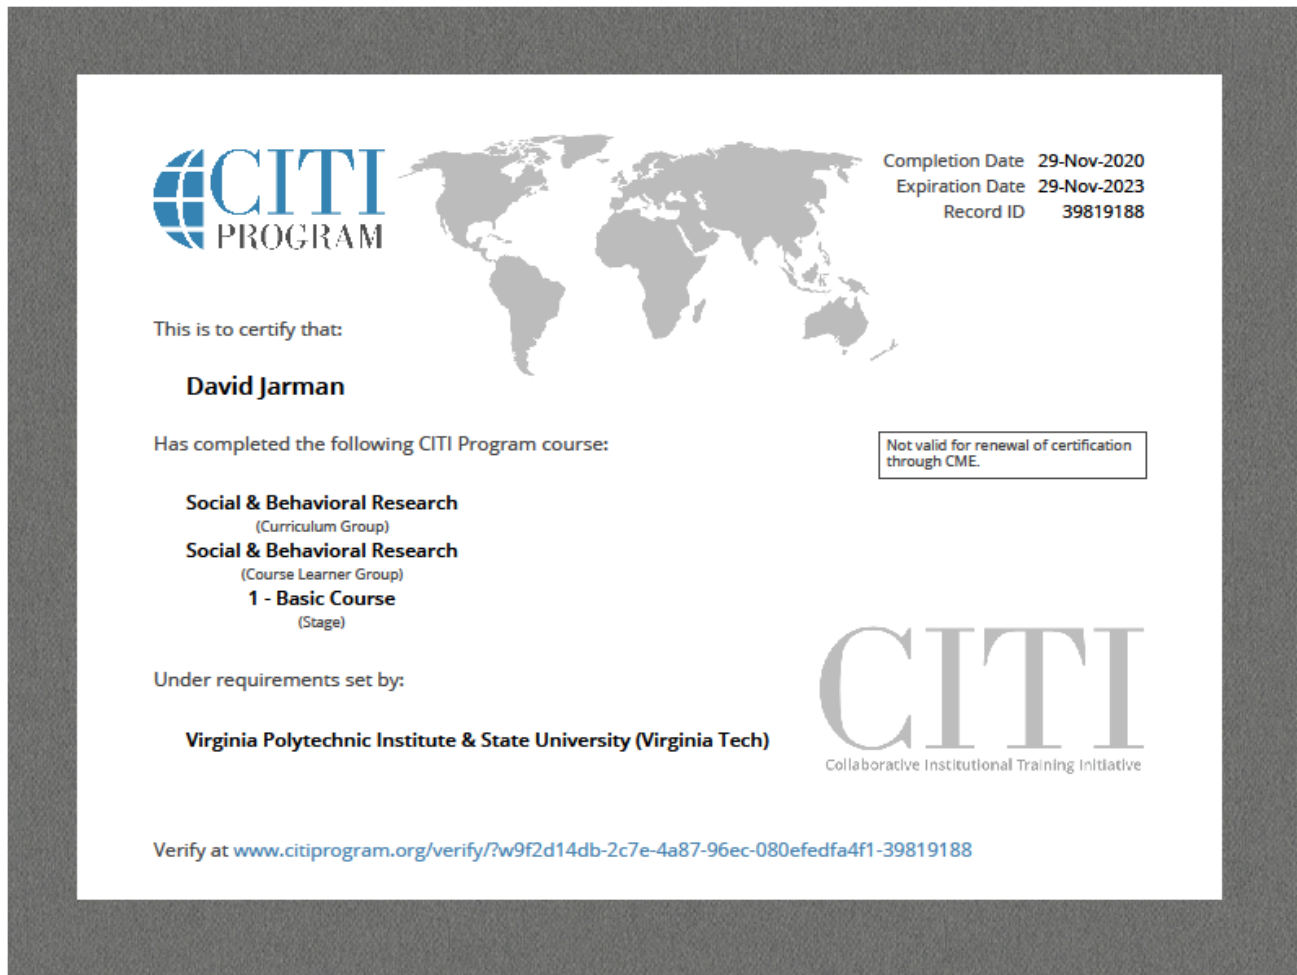 CITI
PROGRAM
Completion Date 29-Nov-2020
Expiration Date 29-Nov-2023
Record ID 39819188
This is to certify that:
David Jarman
Has completed the following CITI Program course:
Not valid for renewal of certification
through CME.
Social & Behavioral Research
(Curriculum Group)
Social & Behavioral Research
(Course Learner Group)
1 - Basic Course
(Stage)
Under requirements set by:
Virginia Polytechnic Institute & State University (Virginia Tech)
CITI
Collaborative Institutional Training Initiative
Verify at www.citiprogram.org/verify/?w9f2d14db-2c7e-4a87-96ec-080efedfa4f1-39819188